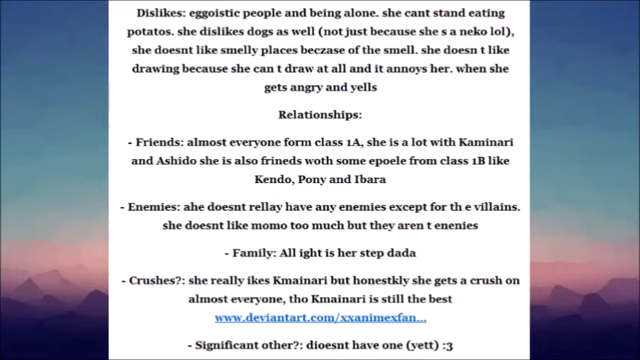 Dislikes: eggoistic people and being alone. she cant stand eating
potatos. she dislikes dogs as well (not just because she s a neko lol),
she doesnt like smelly places beczase of the smell. she doesn t like
drawing because she can t draw at all and it annoys her. when she
gets angry and yells
Relationships:
- Friends: almost everyone form class 1A, she is a lot with Kaminari
and Ashido she is also frineds woth some epoele from class 1B like
Kendo, Pony and Ibara
- Enemies: ahe doesnt rellay have any enemies except for th e villains.
she doesnt like momo too much but they aren t enenies
- Family: All ight is her step dada
- Crushes?: she really ikes Kmainari but honestkly she gets a crush on
almost everyone, tho Kmainari is still the best
www.deviantart.com/xxanimexfan...
- Significant other?: dioesnt have one (yett) :3